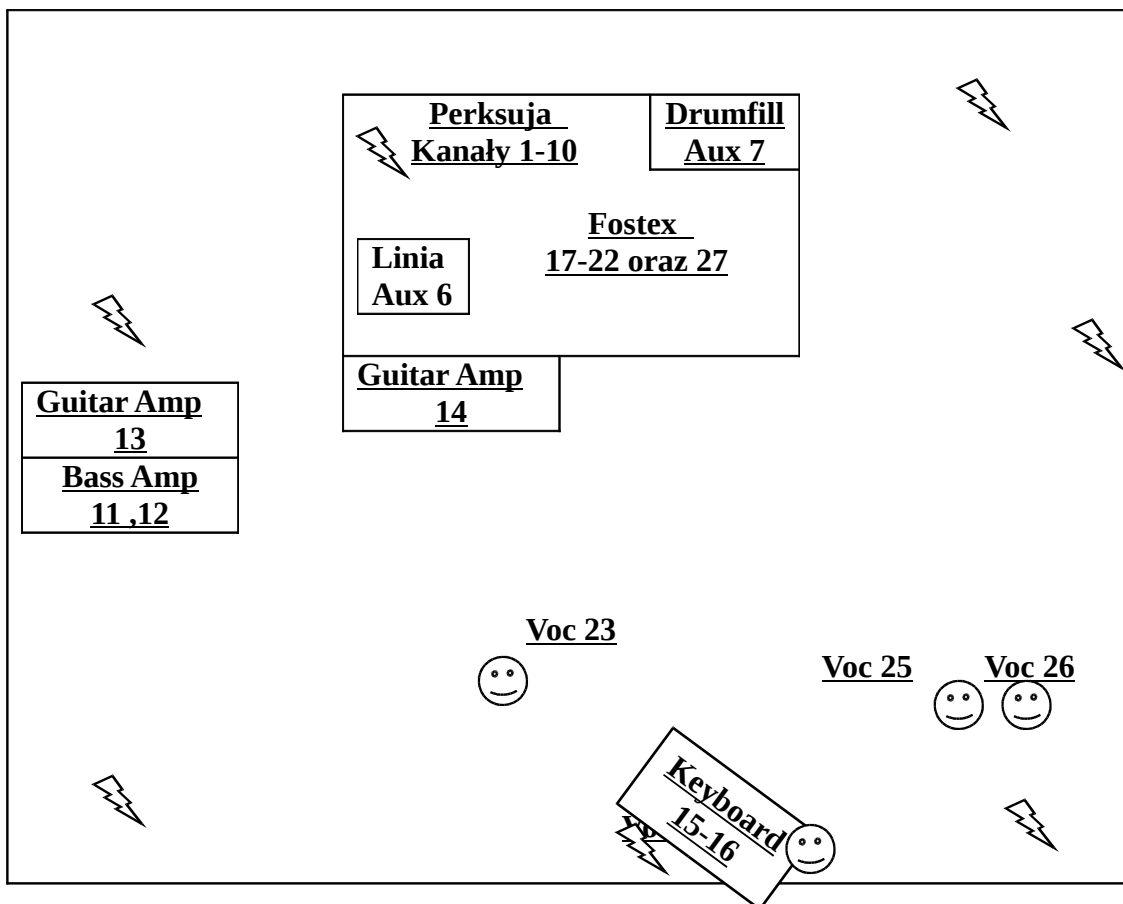 Perksuja
Kanały 1-10
Drumfill
Aux 7
Fostex
17-22 oraz 27
Linia
Aux 6
Guitar Amp
14
Guitar Amp
13
Bass Amp
11 ,12
Voc 23
Voc 25
Voc 26
Keyboard
15-16